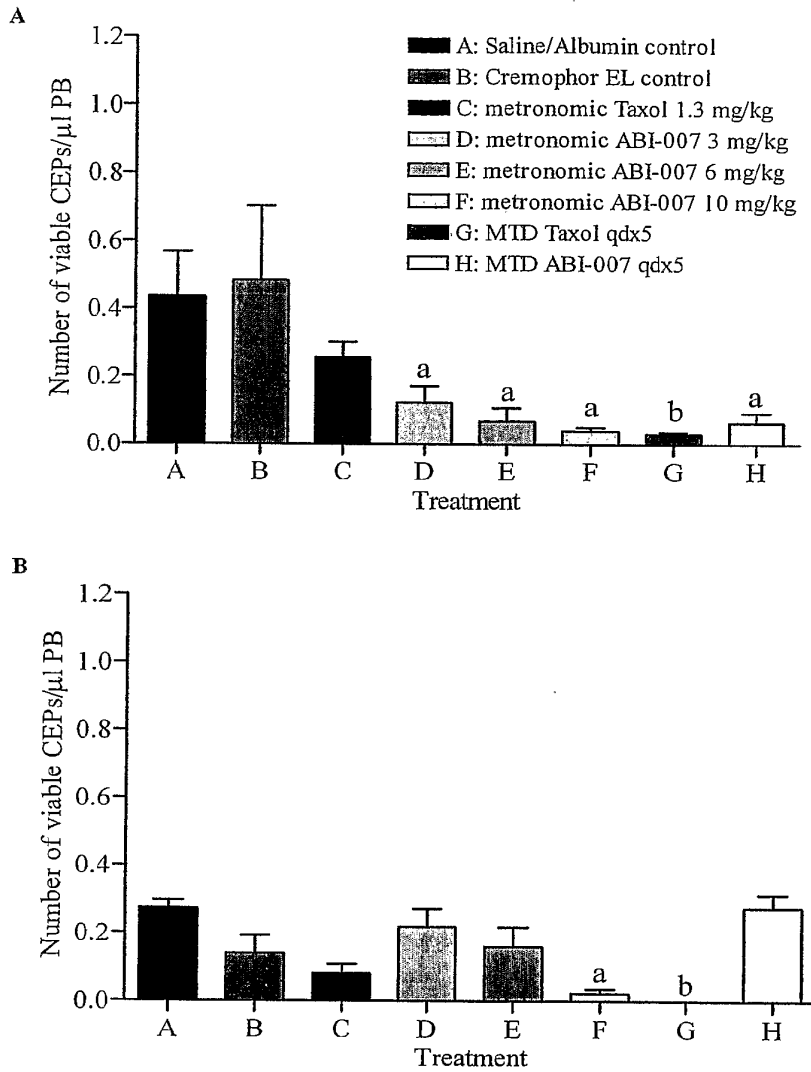 A
Number of viable CEPs/µl PB
1.2
1.0
0.8
0.6
0.4
0.2
0.0
A: Saline/Albumin control
B: Cremophor EL control
C: metronomic Taxol 1.3 mg/kg
D: metronomic ABI-007 3 mg/kg
E: metronomic ABI-007 6 mg/kg
F: metronomic ABI-007 10 mg/kg
G: MTD Taxol qdx5
H: MTD ABI-007 qdx5
a a a b a
A B C D E F G H
Treatment
B
Number of viable CEPs/µl PB
1.2
1.0
0.8
0.6
0.4
0.2
0.0
a b
A B C D E F G H
Treatment